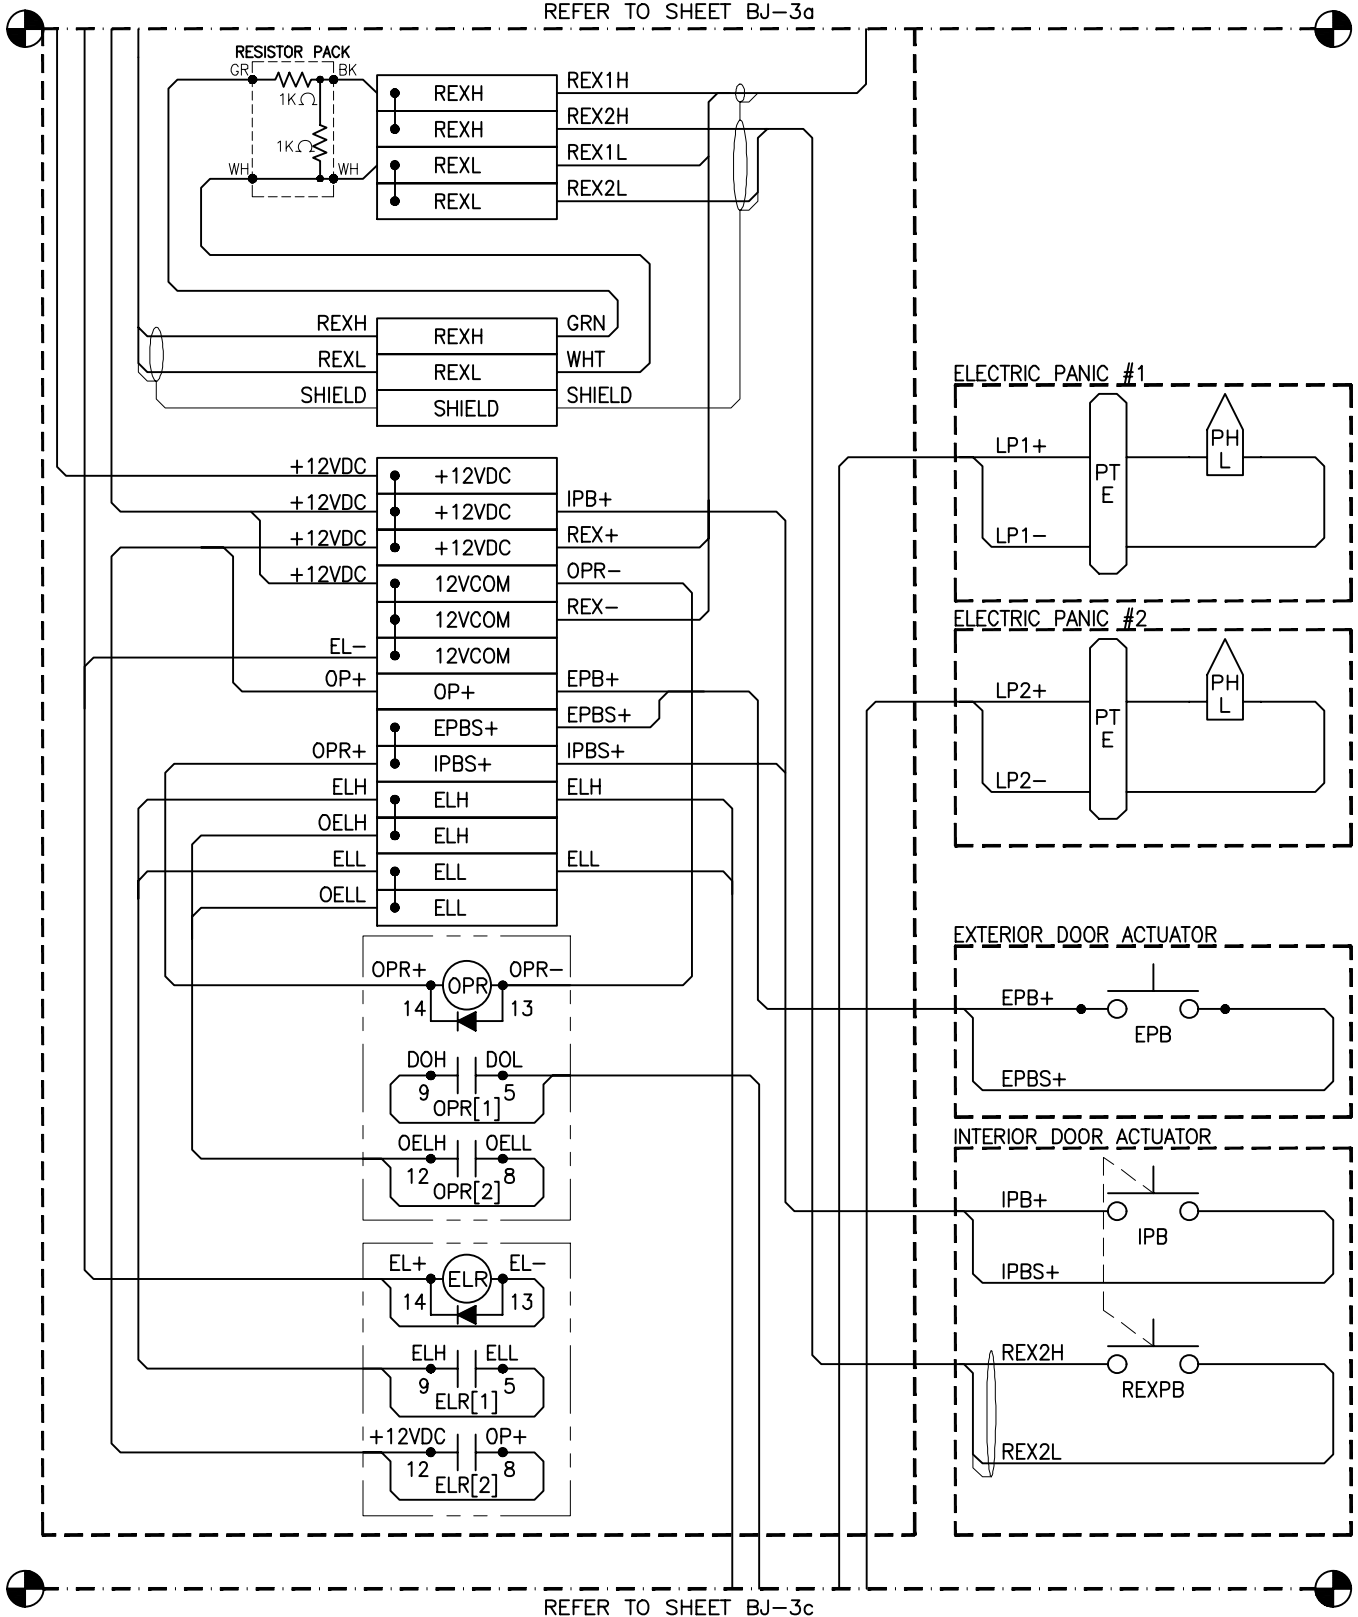 REFER TO SHEET BJ-3a
RESISTOR PACK
GR
BK
1KΩ
1KΩ
WH
WH
REXH
REX1H
REXH
REX2H
REXL
REX1L
REXL
REX2L
REXH
REXH
GRN
REXL
REXL
WHT
SHIELD
SHIELD
SHIELD
+12VDC
+12VDC
+12VDC
+12VDC
IPB+
+12VDC
+12VDC
REX+
+12VDC
12VCOM
OPR-
12VCOM
REX-
EL-
12VCOM
OP+
OP+
EPB+
EPBS+
EPBS+
OPR+
IPBS+
IPBS+
ELH
ELH
ELH
OELH
ELH
ELL
ELL
ELL
OELL
ELL
OPR+
OPR
OPR-
14
13
DOH
DOL
9
5
OPR[1]
OELH
OELL
12
8
OPR[2]
EL+
ELR
EL-
14
13
ELH
ELL
9
5
ELR[1]
+12VDC
OP+
12
8
ELR[2]
ELECTRIC PANIC #1
LP1+
PT
E
PH
L
LP1-
ELECTRIC PANIC #2
LP2+
PT
E
PH
L
LP2-
EXTERIOR DOOR ACTUATOR
EPB+
EPB
EPBS+
INTERIOR DOOR ACTUATOR
IPB+
IPB
IPBS+
REX2H
REXPB
REX2L
REFER TO SHEET BJ-3c